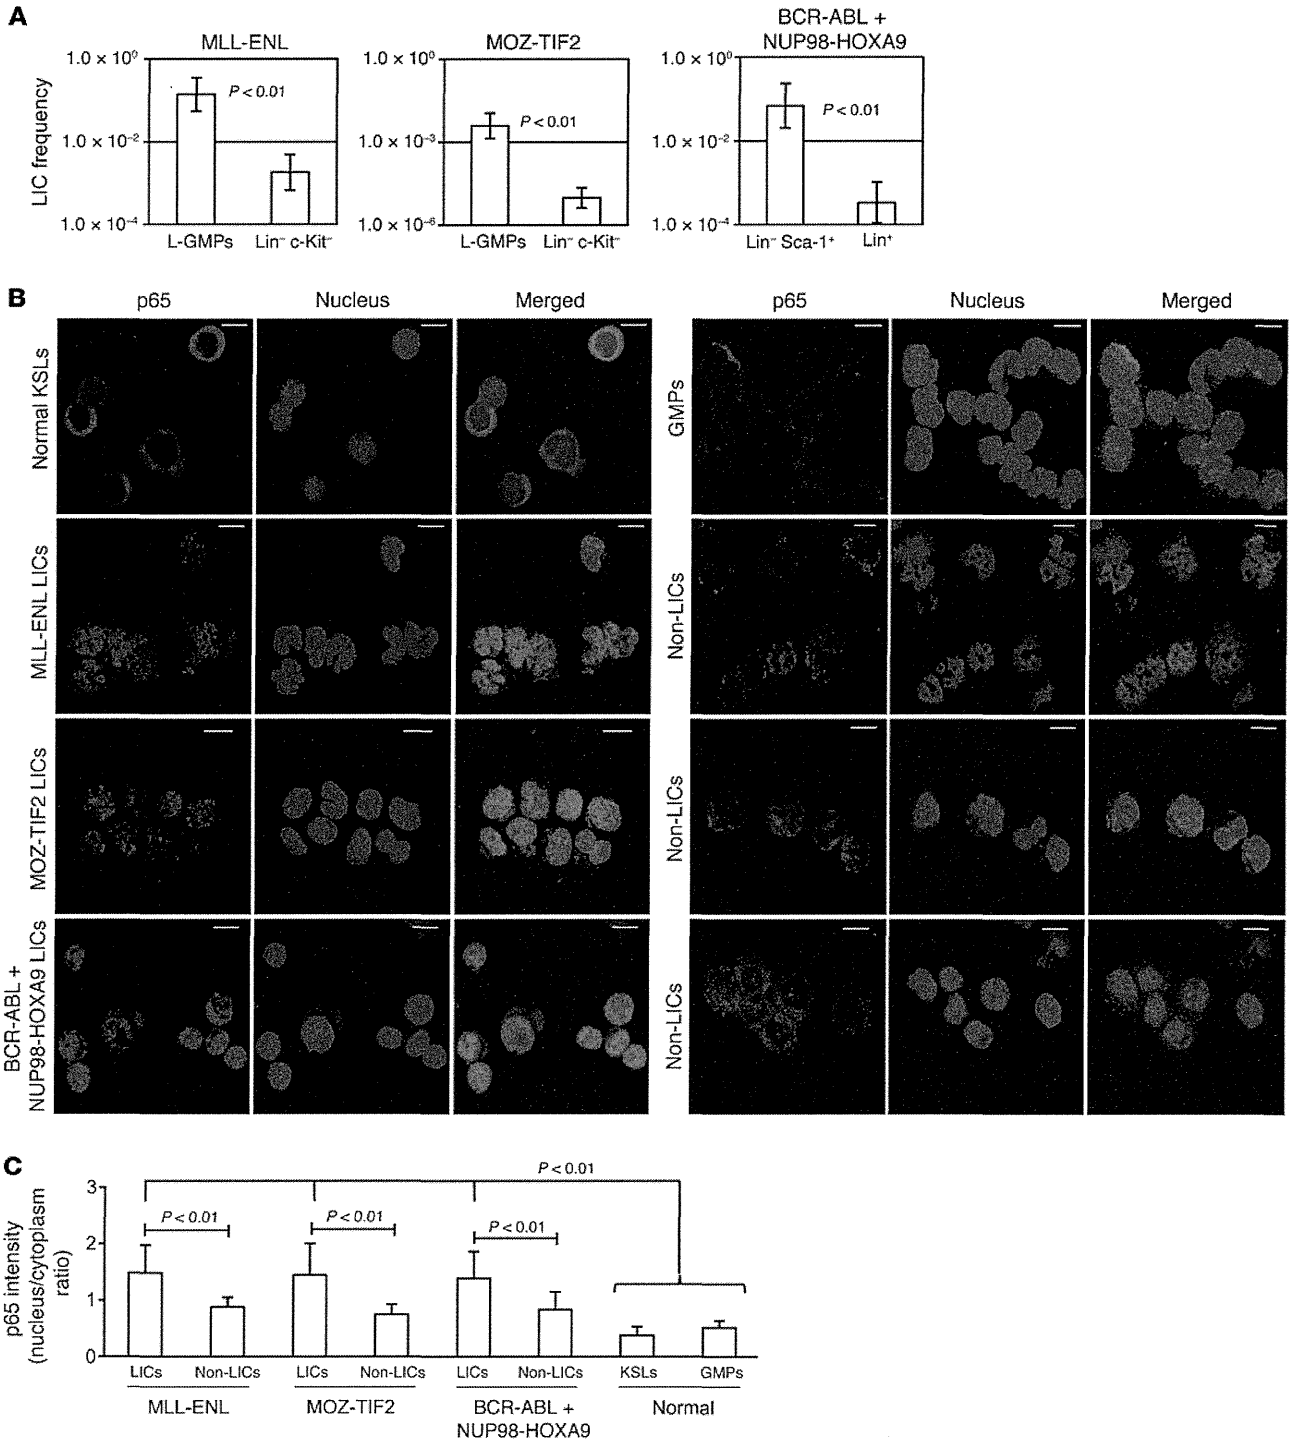 A
MLL-ENL
MOZ-TIF2
BCR-ABL +
NUP98-HOXA9
LIC frequency
1.0 × 10⁰
1.0 × 10⁻²
1.0 × 10⁻⁴
P < 0.01
L-GMPs
Lin⁻ c-Kit⁻
1.0 × 10⁰
1.0 × 10⁻³
1.0 × 10⁻⁶
P < 0.01
L-GMPs
Lin⁻ c-Kit⁻
1.0 × 10⁰
1.0 × 10⁻²
1.0 × 10⁻⁴
P < 0.01
Lin⁻ Sca-1⁺
Lin⁺
B
p65
Nucleus
Merged
p65
Nucleus
Merged
Normal KSLs
GMPs
MLL-ENL LICs
Non-LICs
MOZ-TIF2 LICs
Non-LICs
BCR-ABL +
NUP98-HOXA9 LICs
Non-LICs
C
p65 intensity
(nucleus/cytoplasm
ratio)
3
2
1
0
P < 0.01
P < 0.01
P < 0.01
P < 0.01
LICs
Non-LICs
LICs
Non-LICs
LICs
Non-LICs
KSLs
GMPs
MLL-ENL
MOZ-TIF2
BCR-ABL +
NUP98-HOXA9
Normal